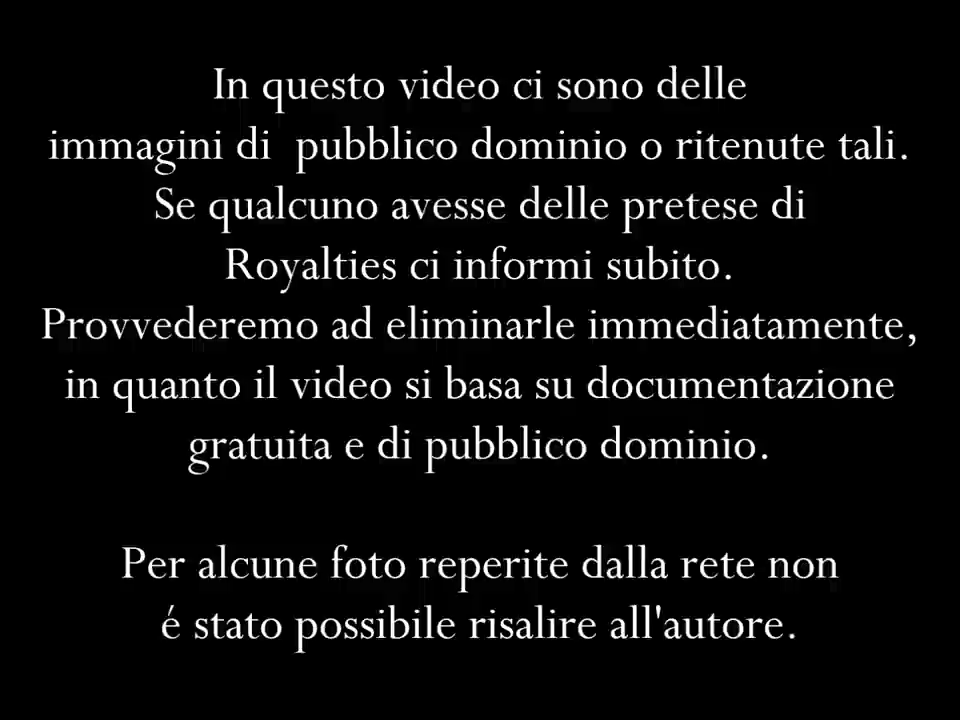 In questo video ci sono delle
immagini di  pubblico dominio o ritenute tali.
Se qualcuno avesse delle pretese di
Royalties ci informi subito.
Provvederemo ad eliminarle immediatamente,
in quanto il video si basa su documentazione
gratuita e di pubblico dominio.
Per alcune foto reperite dalla rete non
é stato possibile risalire all'autore.